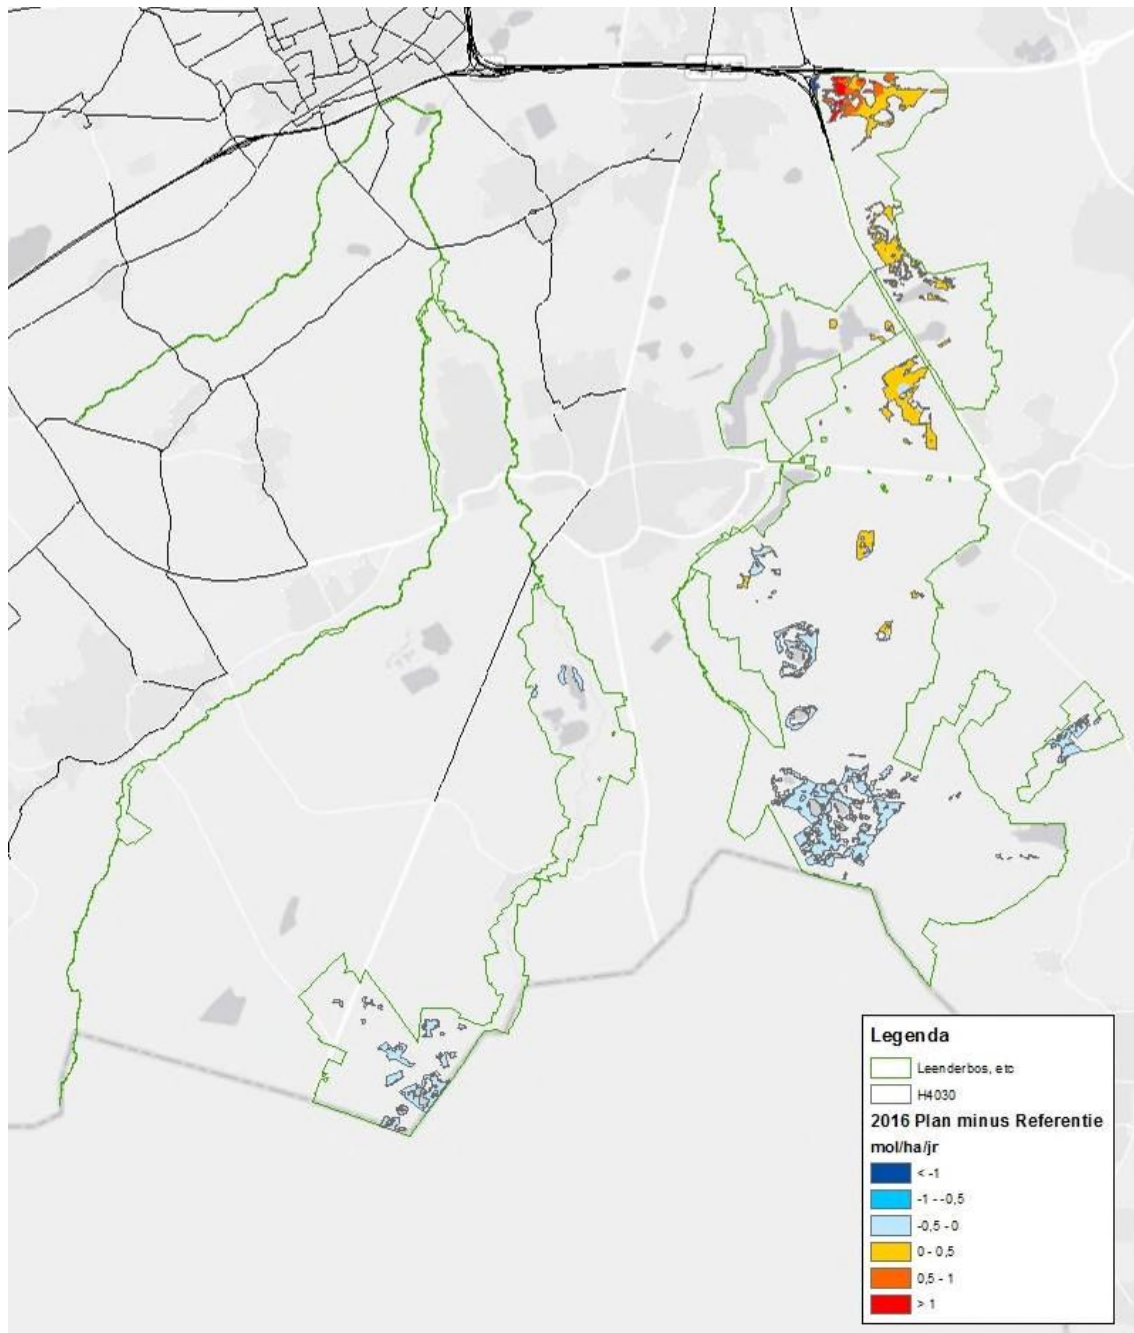 Legenda
Leenderbos, etc
H4030
2016 Plan minus Referentie
mol/ha/jr
< -1
-1 - -0,5
-0,5 - 0
0 - 0,5
0,5 - 1
> 1